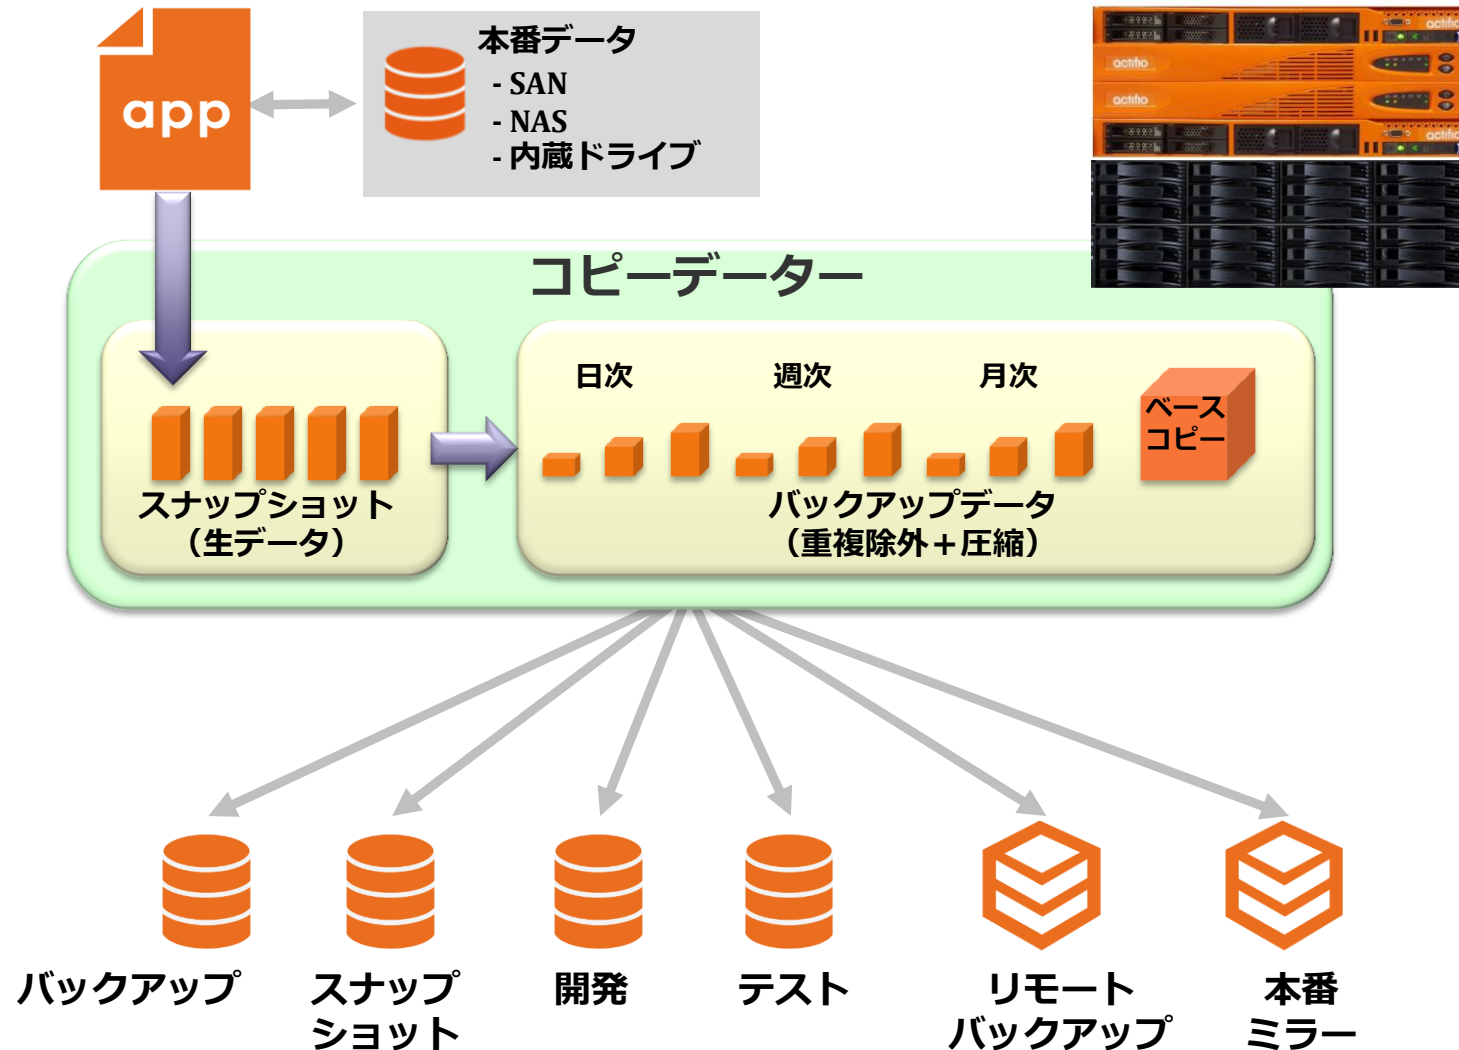 app
本番データ
- SAN
- NAS
- 内蔵ドライブ
actifio
actifio
actifio
actifio
コピーデーター
日次
週次
月次
ベース
コピー
スナップショット
（生データ）
バックアップデータ
（重複除外＋圧縮）
バックアップ
スナップ
ショット
開発
テスト
リモート
バックアップ
本番
ミラー